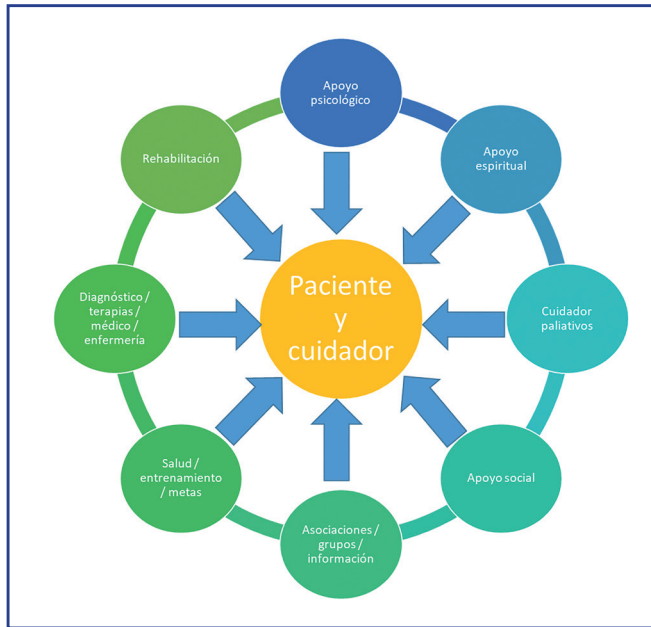 Apoyo
psicológico
Apoyo
espiritual
Cuidador
paliativos
Apoyo social
Asociaciones /
grupos /
información
Salud /
entrenamiento
/ metas
Diagnóstico /
terapias /
médico /
enfermería
Rehabilitación
Paciente
y
cuidador